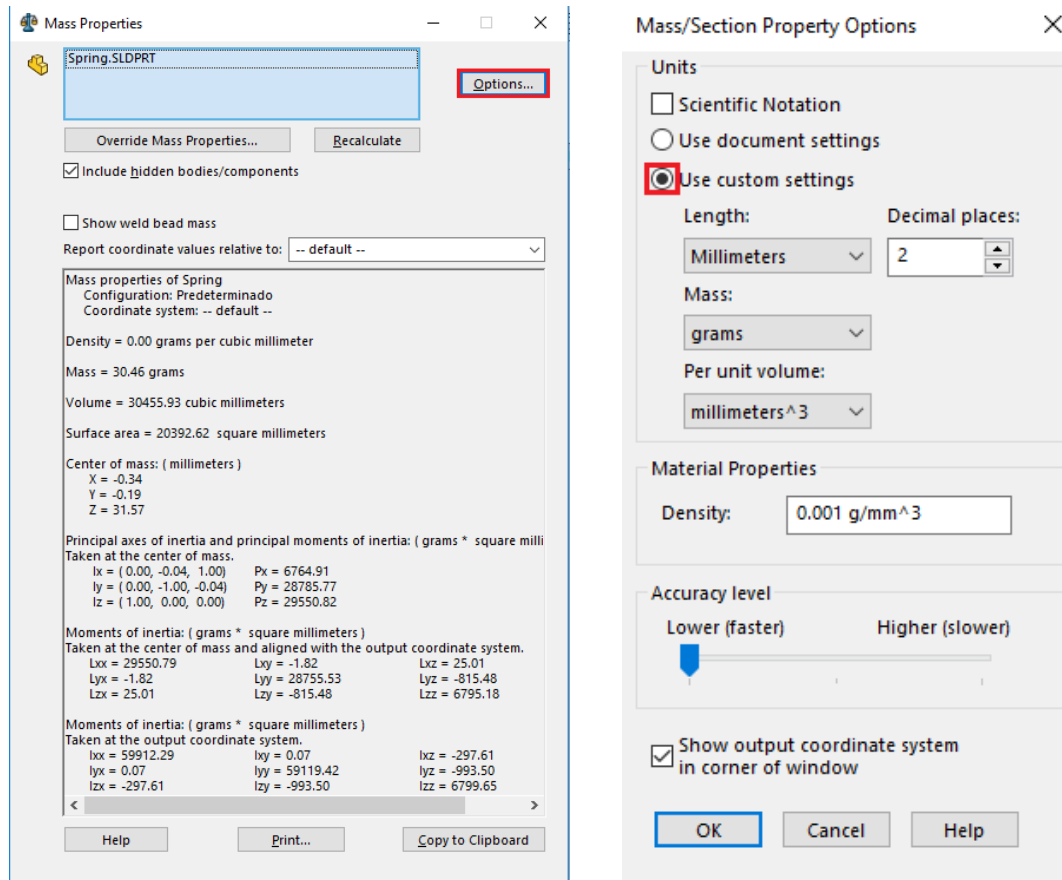 Mass Properties
Spring.SLDPRT
Options...
Override Mass Properties...
Recalculate
Include hidden bodies/components
Show weld bead mass
Report coordinate values relative to: -- default --
Mass properties of Spring
Configuration: Predeterminado
Coordinate system: -- default --
Density = 0.00 grams per cubic millimeter
Mass = 30.46 grams
Volume = 30455.93 cubic millimeters
Surface area = 20392.62 square millimeters
Center of mass: ( millimeters )
X = -0.34
Y = -0.19
Z = 31.57
Principal axes of inertia and principal moments of inertia: ( grams * square milli
Taken at the center of mass.
Ix = ( 0.00, -0.04, 1.00) Px = 6764.91
Iy = ( 0.00, -1.00, -0.04) Py = 28785.77
Iz = ( 1.00, 0.00, 0.00) Pz = 29550.82
Moments of inertia: ( grams * square millimeters )
Taken at the center of mass and aligned with the output coordinate system.
Lxx = 29550.79 Lxy = -1.82 Lxz = 25.01
Lyx = -1.82 Lyy = 28755.53 Lyz = -815.48
Lzx = 25.01 Lzy = -815.48 Lzz = 6795.18
Moments of inertia: ( grams * square millimeters )
Taken at the output coordinate system.
Ixx = 59912.29 Ixy = 0.07 Ixz = -297.61
Iyx = 0.07 Iyy = 59119.42 Iyz = -993.50
Izx = -297.61 Izy = -993.50 Izz = 6799.65
Help
Print...
Copy to Clipboard
Mass/Section Property Options
Units
Scientific Notation
Use document settings
Use custom settings
Length: Decimal places:
Millimeters 2
Mass:
grams
Per unit volume:
millimeters^3
Material Properties
Density: 0.001 g/mm^3
Accuracy level
Lower (faster) Higher (slower)
Show output coordinate system
in corner of window
OK Cancel Help